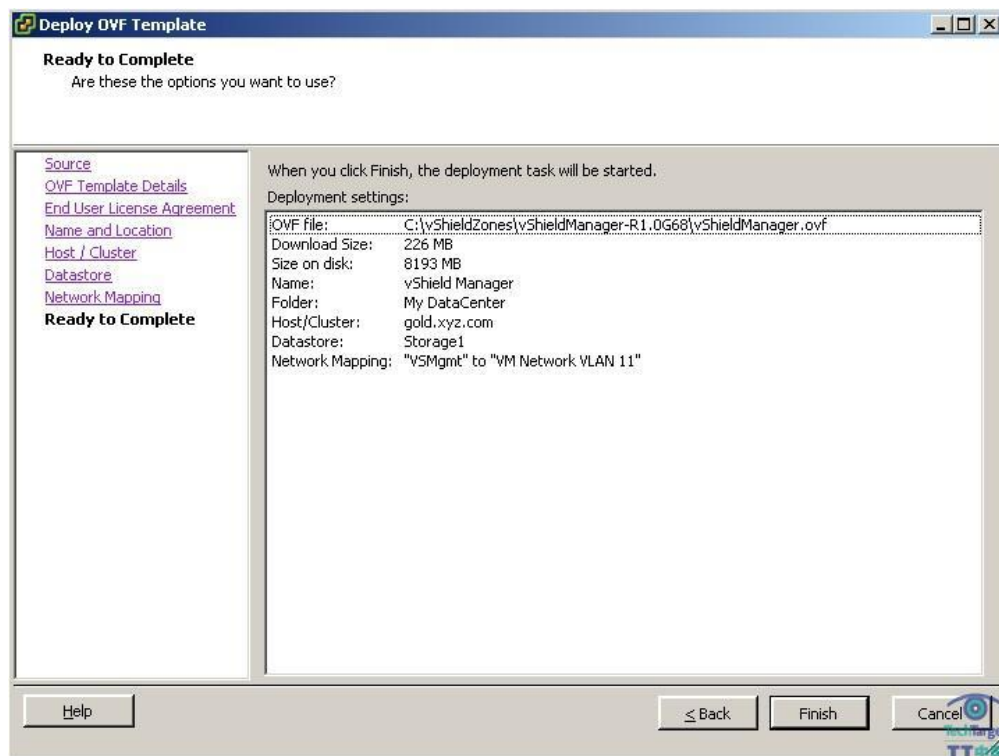 Deploy OVF Template
Ready to Complete
Are these the options you want to use?
Source
OVF Template Details
End User License Agreement
Name and Location
Host / Cluster
Datastore
Network Mapping
Ready to Complete
When you click Finish, the deployment task will be started.
Deployment settings:
OVF file: C:\vShieldZones\vShieldManager-R1.0G68\vShieldManager.ovf
Download Size: 226 MB
Size on disk: 8193 MB
Name: vShield Manager
Folder: My DataCenter
Host/Cluster: gold.xyz.com
Datastore: Storage1
Network Mapping: "VSMgmt" to "VM Network VLAN 11"
Help
< Back
Finish
Cancel
TechTarge